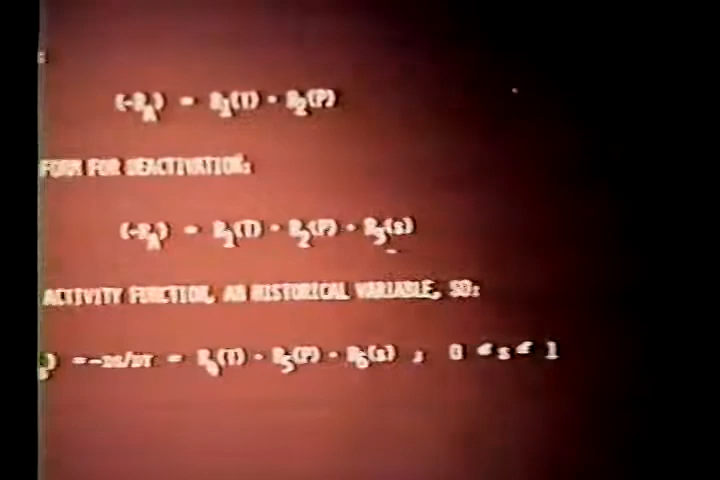 :
(-R_A) = R_1(T) · R_2(P)
FORM FOR DEACTIVATION:
(-R_A) = R_1(T) · R_2(P) · R_3(s)
ACTIVITY FUNCTION, AN HISTORICAL VARIABLE, SO:
) =-DS/DT = R_4(T) · R_5(P) · R_6(s) ; 0 < s < 1